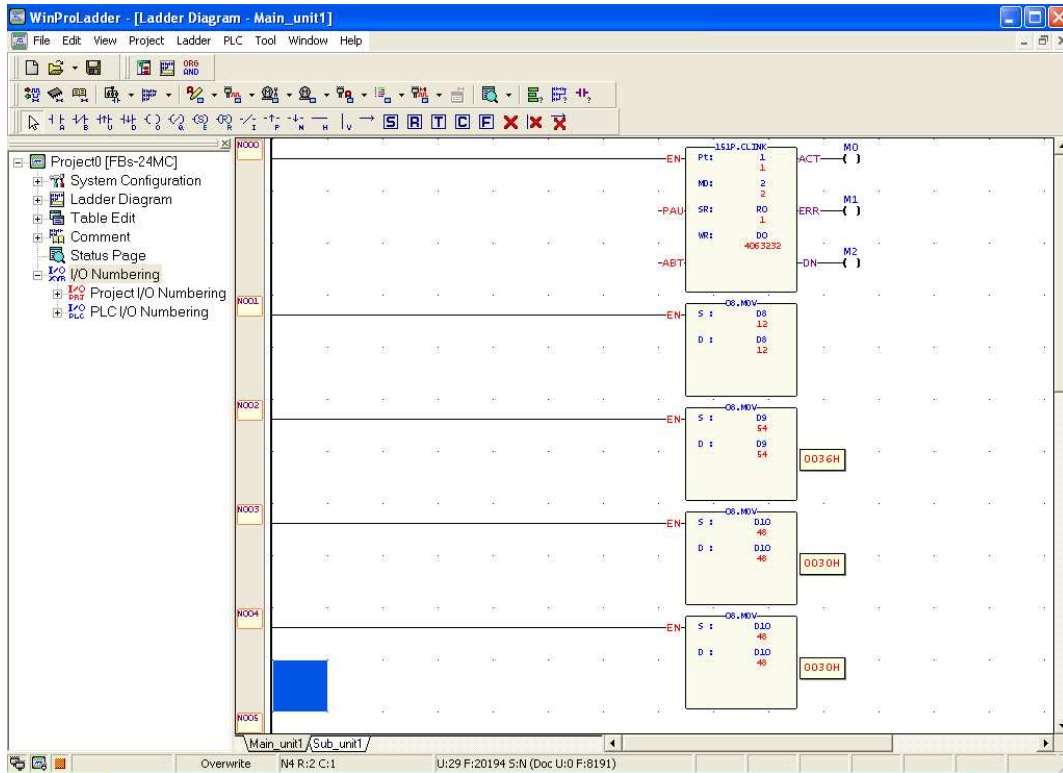 WinProLadder - [Ladder Diagram - Main_unit1]
File Edit View Project Ladder PLC Tool Window Help
ORG
AND
A B U D ( ) Q S E R I P N H V S R T C F
Project0 [FBs-24MC]
System Configuration
Ladder Diagram
Table Edit
Comment
Status Page
I/O Numbering
Project I/O Numbering
PLC I/O Numbering
N000
151P.CLINK
EN Pt: 1 ACT M0 ( )
1
MD: 2
2
PAU SR: R0 ERR M1 ( )
1
WR: D0
4063232
ABT DN M2 ( )
N001
08.MOV
EN S : D8
12
D : D8
12
N002
08.MOV
EN S : D9
54
D : D9
54
0036H
N003
08.MOV
EN S : D10
48
D : D10
48
0030H
N004
08.MOV
EN S : D10
48
D : D10
48
0030H
N005
Main_unit1 Sub_unit1
Overwrite N4 R:2 C:1 U:29 F:20194 S:N (Doc U:0 F:8191)